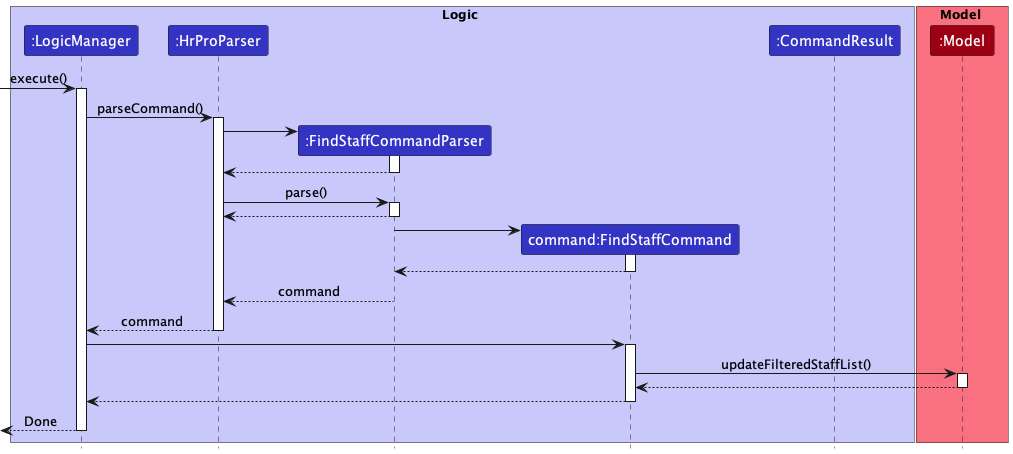 Logic
Model
:LogicManager
:HrProParser
:CommandResult
:Model
execute()
parseCommand()
:FindStaffCommandParser
parse()
command:FindStaffCommand
command
command
updateFilteredStaffList()
Done